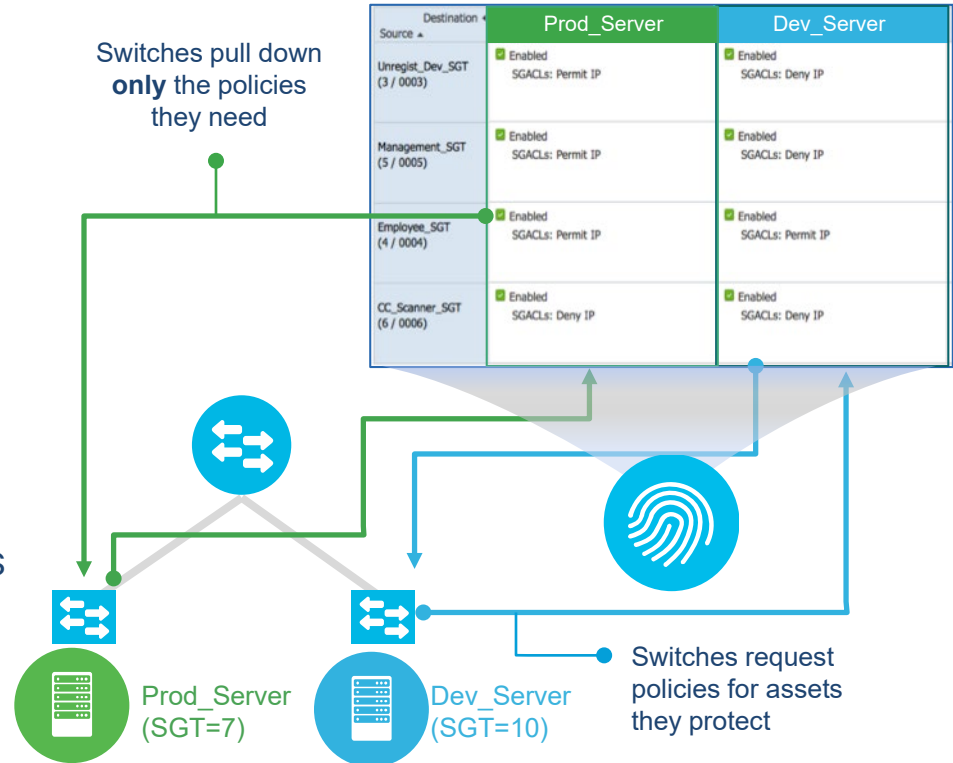 Switches pull down
only the policies
they need
Destination
Source
Prod_Server
Dev_Server
Unregist_Dev_SGT
(3 / 0003)
Enabled
SGACLs: Permit IP
Enabled
SGACLs: Deny IP
Management_SGT
(5 / 0005)
Enabled
SGACLs: Permit IP
Enabled
SGACLs: Deny IP
Employee_SGT
(4 / 0004)
Enabled
SGACLs: Permit IP
Enabled
SGACLs: Permit IP
CC_Scanner_SGT
(6 / 0006)
Enabled
SGACLs: Deny IP
Enabled
SGACLs: Deny IP
s
Prod_Server
(SGT=7)
Dev_Server
(SGT=10)
Switches request
policies for assets
they protect